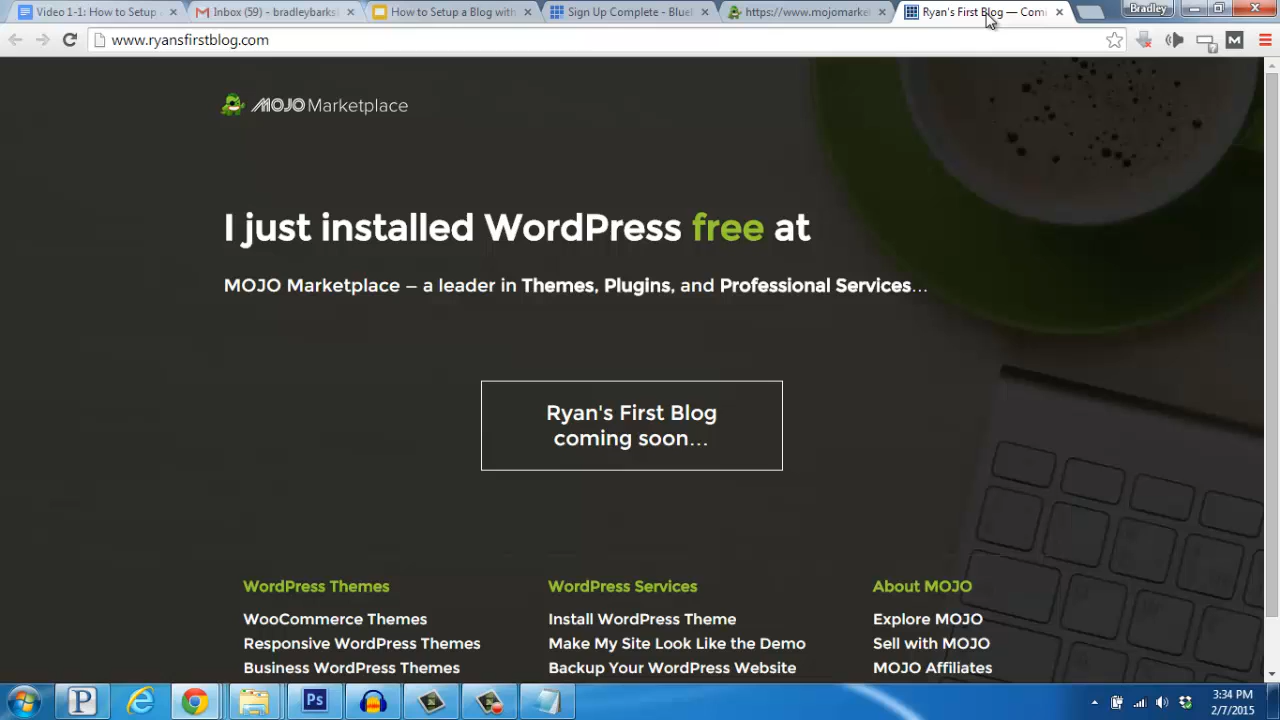 Video 1-1: How to Setup
Inbox (59) - bradleybarks
How to Setup a Blog with
Sign Up Complete - Blue
https://www.mojomarket
Ryan's First Blog — Com
Bradley
www.ryansfirstblog.com
MOJO Marketplace
I just installed WordPress free at
MOJO Marketplace – a leader in Themes, Plugins, and Professional Services...
Ryan's First Blog
coming soon...
WordPress Themes
WooCommerce Themes
Responsive WordPress Themes
Business WordPress Themes
WordPress Services
Install WordPress Theme
Make My Site Look Like the Demo
Backup Your WordPress Website
About MOJO
Explore MOJO
Sell with MOJO
MOJO Affiliates
Ps
3:34 PM
2/7/2015